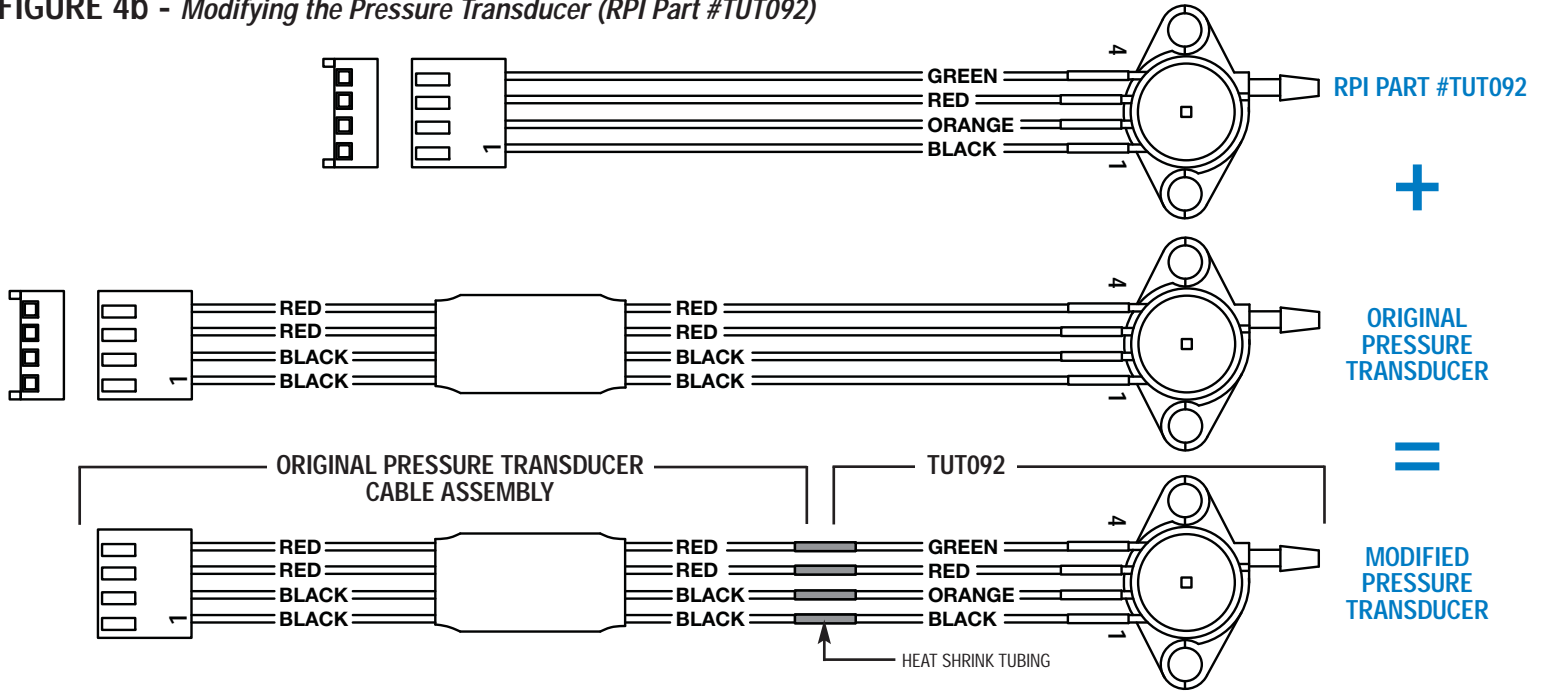 FIGURE 4b - Modifying the Pressure Transducer (RPI Part #TUT092)
4
GREEN
RED
ORANGE
BLACK
1
1
RPI PART #TUT092
+
4
RED RED
RED RED
BLACK BLACK
BLACK BLACK
1
1
ORIGINAL
PRESSURE
TRANSDUCER
=
ORIGINAL PRESSURE TRANSDUCER
CABLE ASSEMBLY
TUT092
4
RED RED GREEN
RED RED RED
BLACK BLACK ORANGE
BLACK BLACK BLACK
1
1
MODIFIED
PRESSURE
TRANSDUCER
HEAT SHRINK TUBING